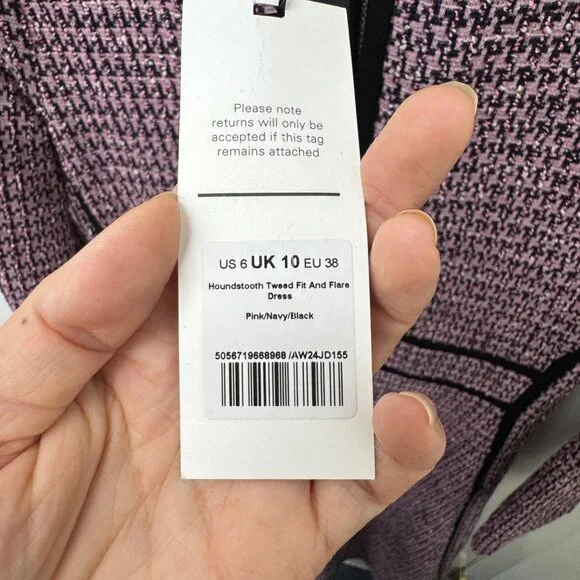 Please note
returns will only be
accepted if this tag
remains attached
US 6 UK 10 EU 38
Houndstooth Tweed Fit And Flare
Dress
Pink/Navy/Black
5056719668968 /AW24JD155